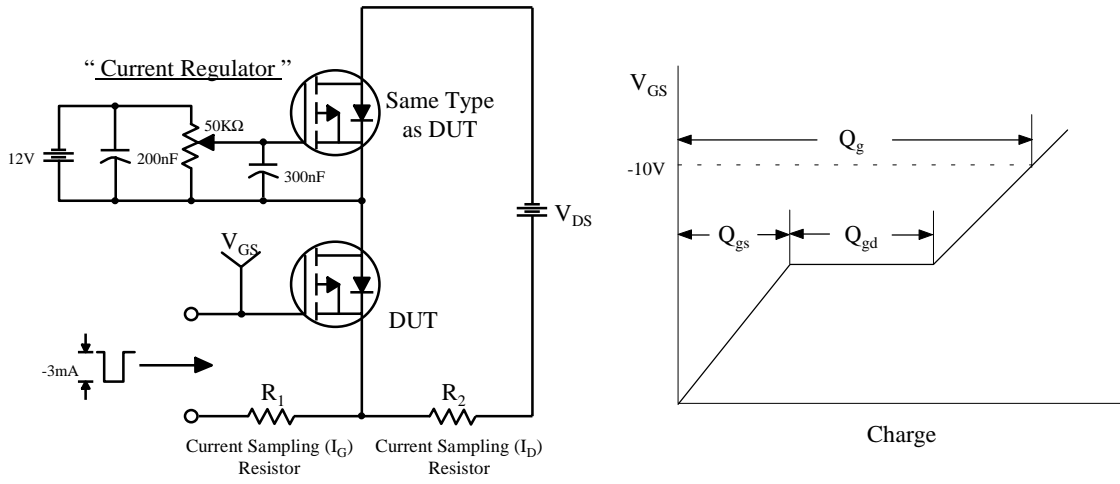 “ Current Regulator ”
12V
200nF
50KΩ
300nF
Same Type
as DUT
V_DS
V_GS
DUT
-3mA
R_1
R_2
Current Sampling (I_G)
Resistor
Current Sampling (I_D)
Resistor
V_GS
Q_g
-10V
Q_gs
Q_gd
Charge